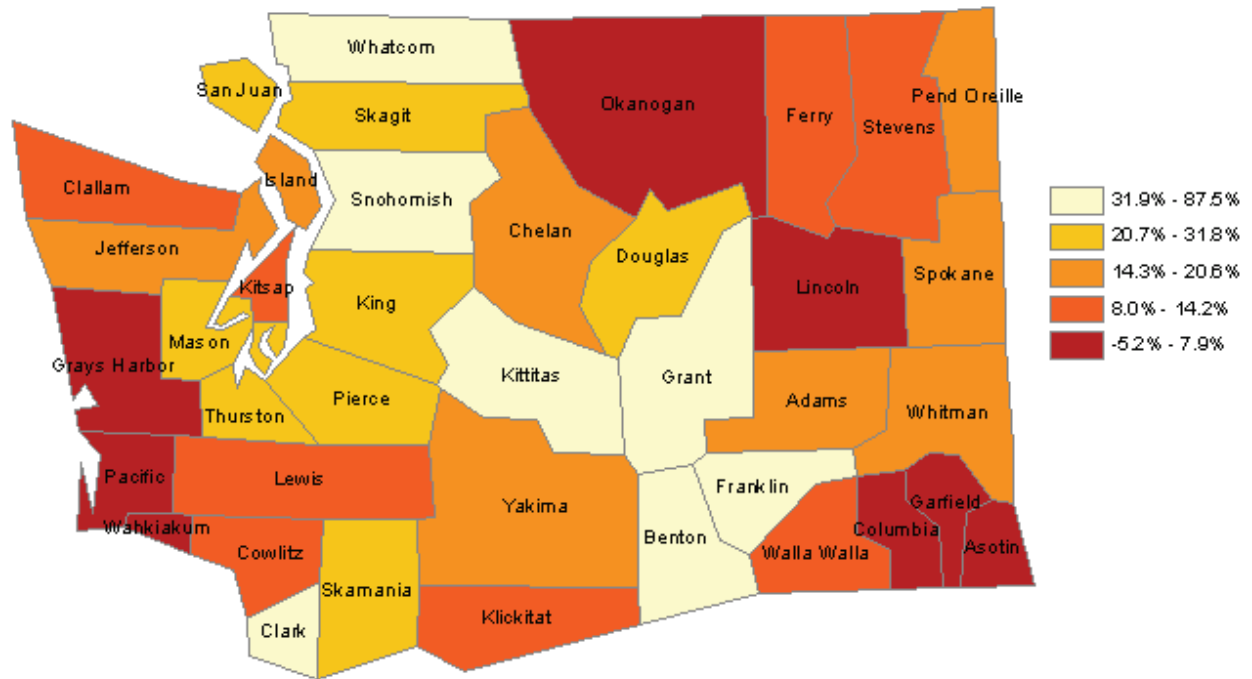 Whatcom
San Juan
Skagit
Okanogan
Ferry
Stevens
Pend Oreille
Clallam
Island
Snohomish
Chelan
Jefferson
Douglas
Spokane
Kitsap
Lincoln
King
Mason
Grays Harbor
Kittitas
Grant
Pierce
Adams
Whitman
Thurston
Pacific
Lewis
Franklin
Garfield
Yakima
Wahkiakum
Columbia
Benton
Asotin
Cowlitz
Walla Walla
Skamania
Klickitat
Clark
31.9% - 87.5%
20.7% - 31.8%
14.3% - 20.6%
8.0% - 14.2%
-5.2% - 7.9%